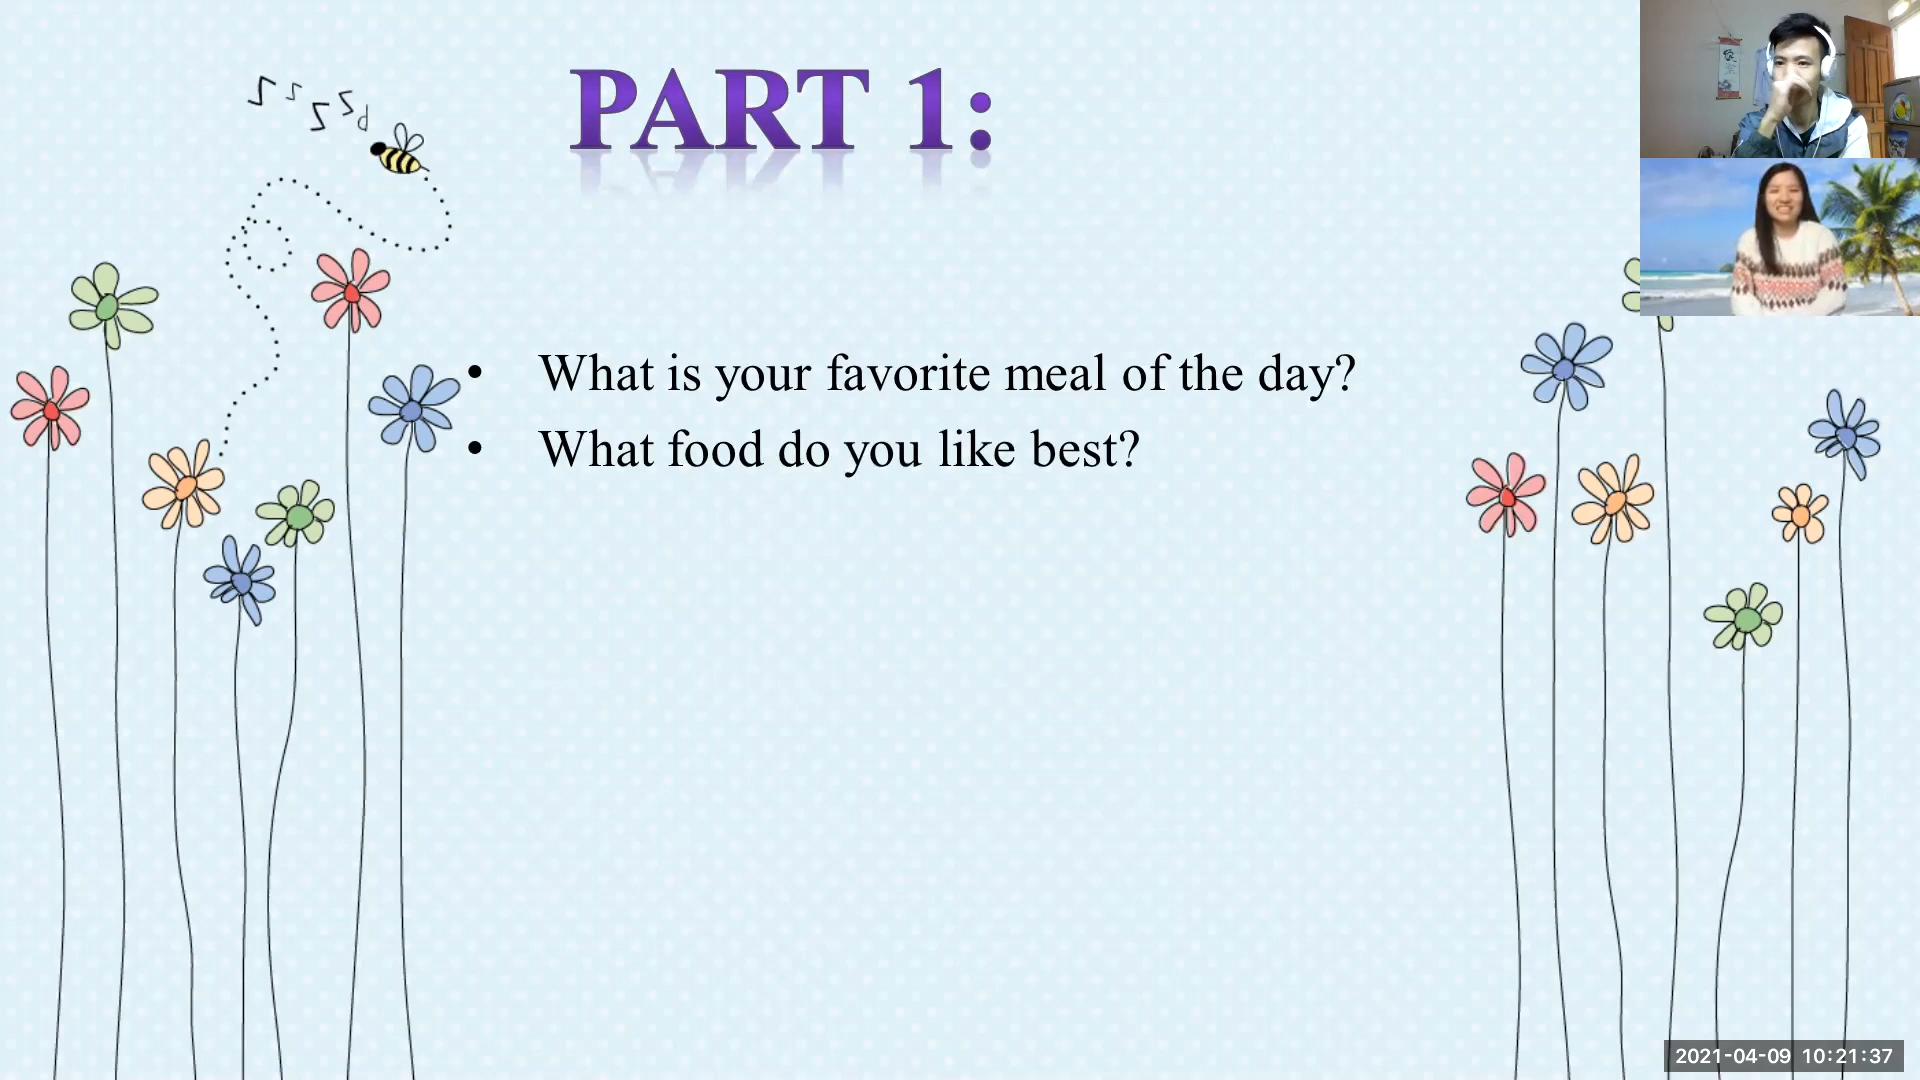 PART 1:
• What is your favorite meal of the day?
• What food do you like best?
2021-04-09 10:21:37